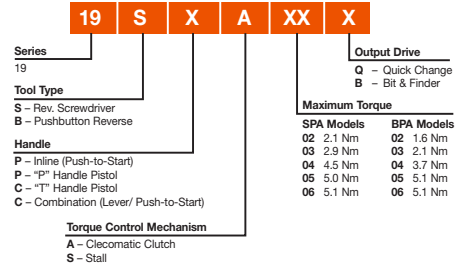 19 S X A XX X
Series
19
Tool Type
S – Rev. Screwdriver
B – Pushbutton Reverse
Handle
P – Inline (Push-to-Start)
P – “P” Handle Pistol
C – “T” Handle Pistol
C – Combination (Lever/ Push-to-Start)
Torque Control Mechanism
A – Clecomatic Clutch
S – Stall
Output Drive
Q – Quick Change
B – Bit & Finder
Maximum Torque
SPA Models BPA Models
02 2.1 Nm 02 1.6 Nm
03 2.9 Nm 03 2.1 Nm
04 4.5 Nm 04 3.7 Nm
05 5.0 Nm 05 5.1 Nm
06 5.1 Nm 06 5.1 Nm